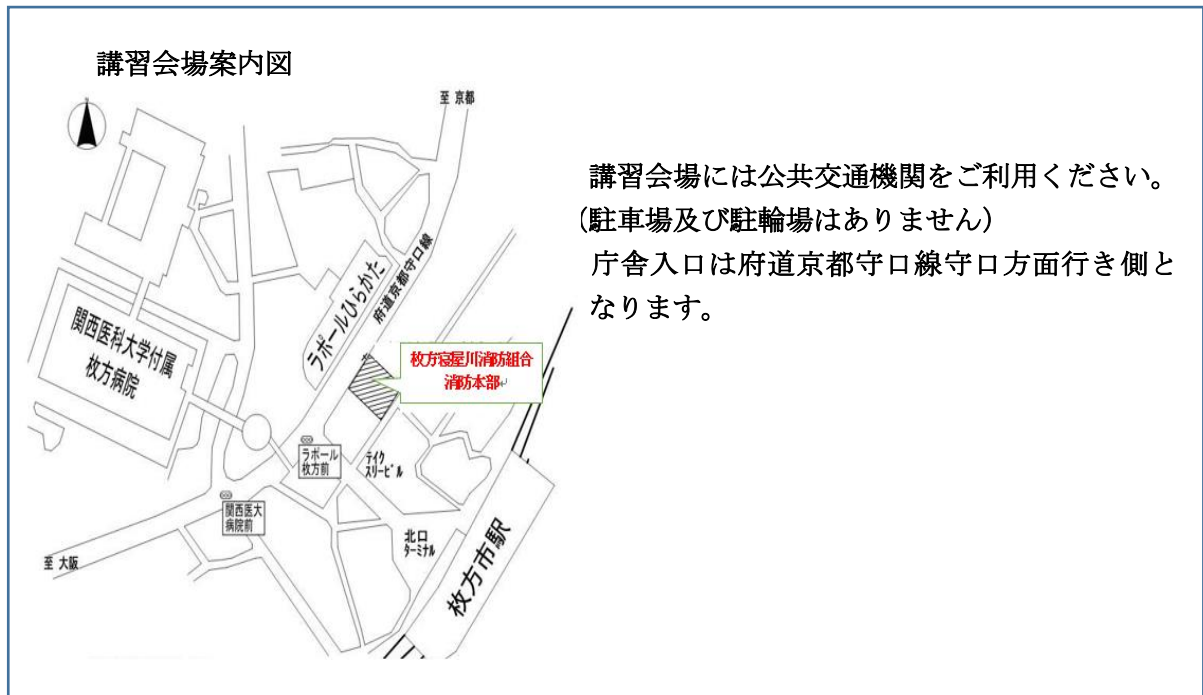 講習会場案内図
N
至 京都
講習会場には公共交通機関をご利用ください。
(駐車場及び駐輪場はありません)
庁舎入口は府道京都守口線守口方面行き側と
なります。
府道京都守口線
ラポールひらかた
関西医科大学付属
枚方病院
枚方寝屋川消防組合
消防本部
ラポール
枚方前
テイク
スリービル
関西医大
病院前
北口
ターミナル
至 大阪
枚方市駅